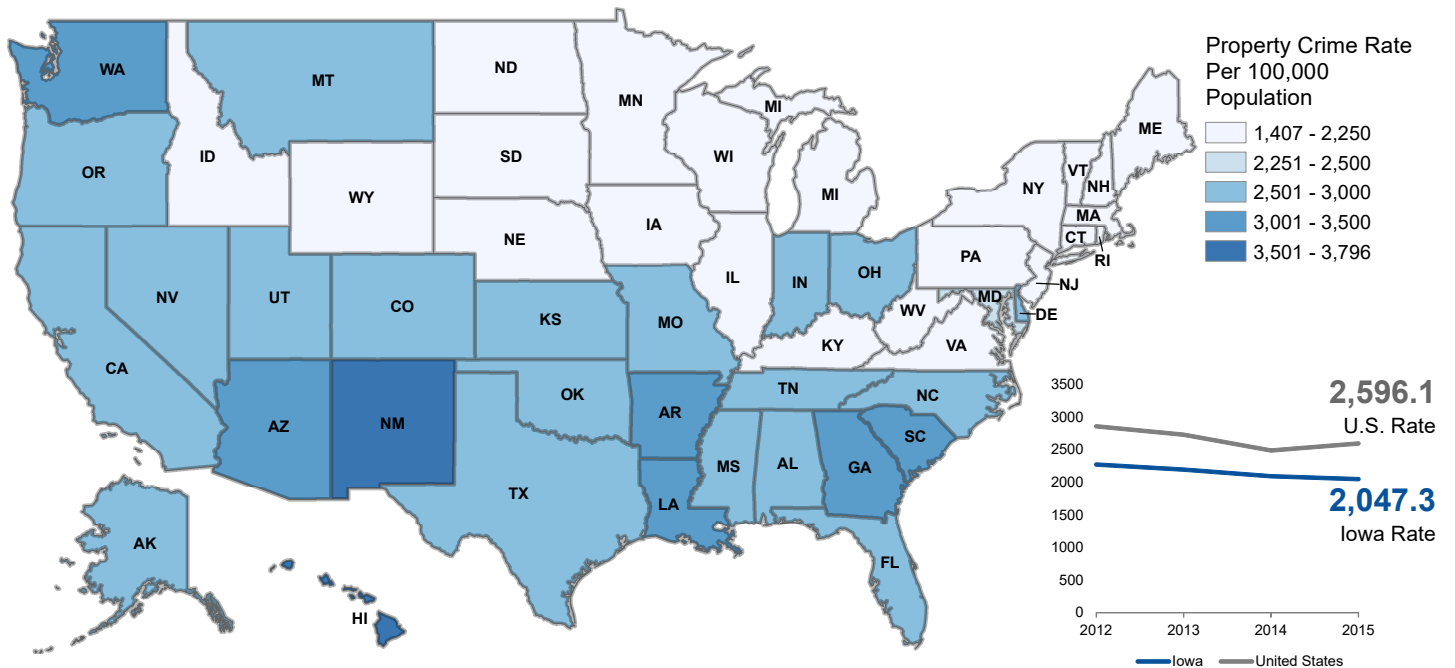 Property Crime Rate
Per 100,000
Population
1,407 - 2,250
2,251 - 2,500
2,501 - 3,000
3,001 - 3,500
3,501 - 3,796
WA
MT
ND
MN
MI
ME
OR
ID
SD
WI
MI
NY
VT
NH
WY
MA
IA
CT
RI
NE
PA
NJ
NV
UT
CO
IL
IN
OH
MD
DE
WV
KS
MO
KY
VA
CA
AZ
NM
OK
AR
TN
NC
SC
MS
AL
GA
TX
LA
FL
AK
HI
3500
3000
2500
2000
1500
1000
500
0
2012
2013
2014
2015
2,596.1
U.S. Rate
2,047.3
Iowa Rate
Iowa
United States